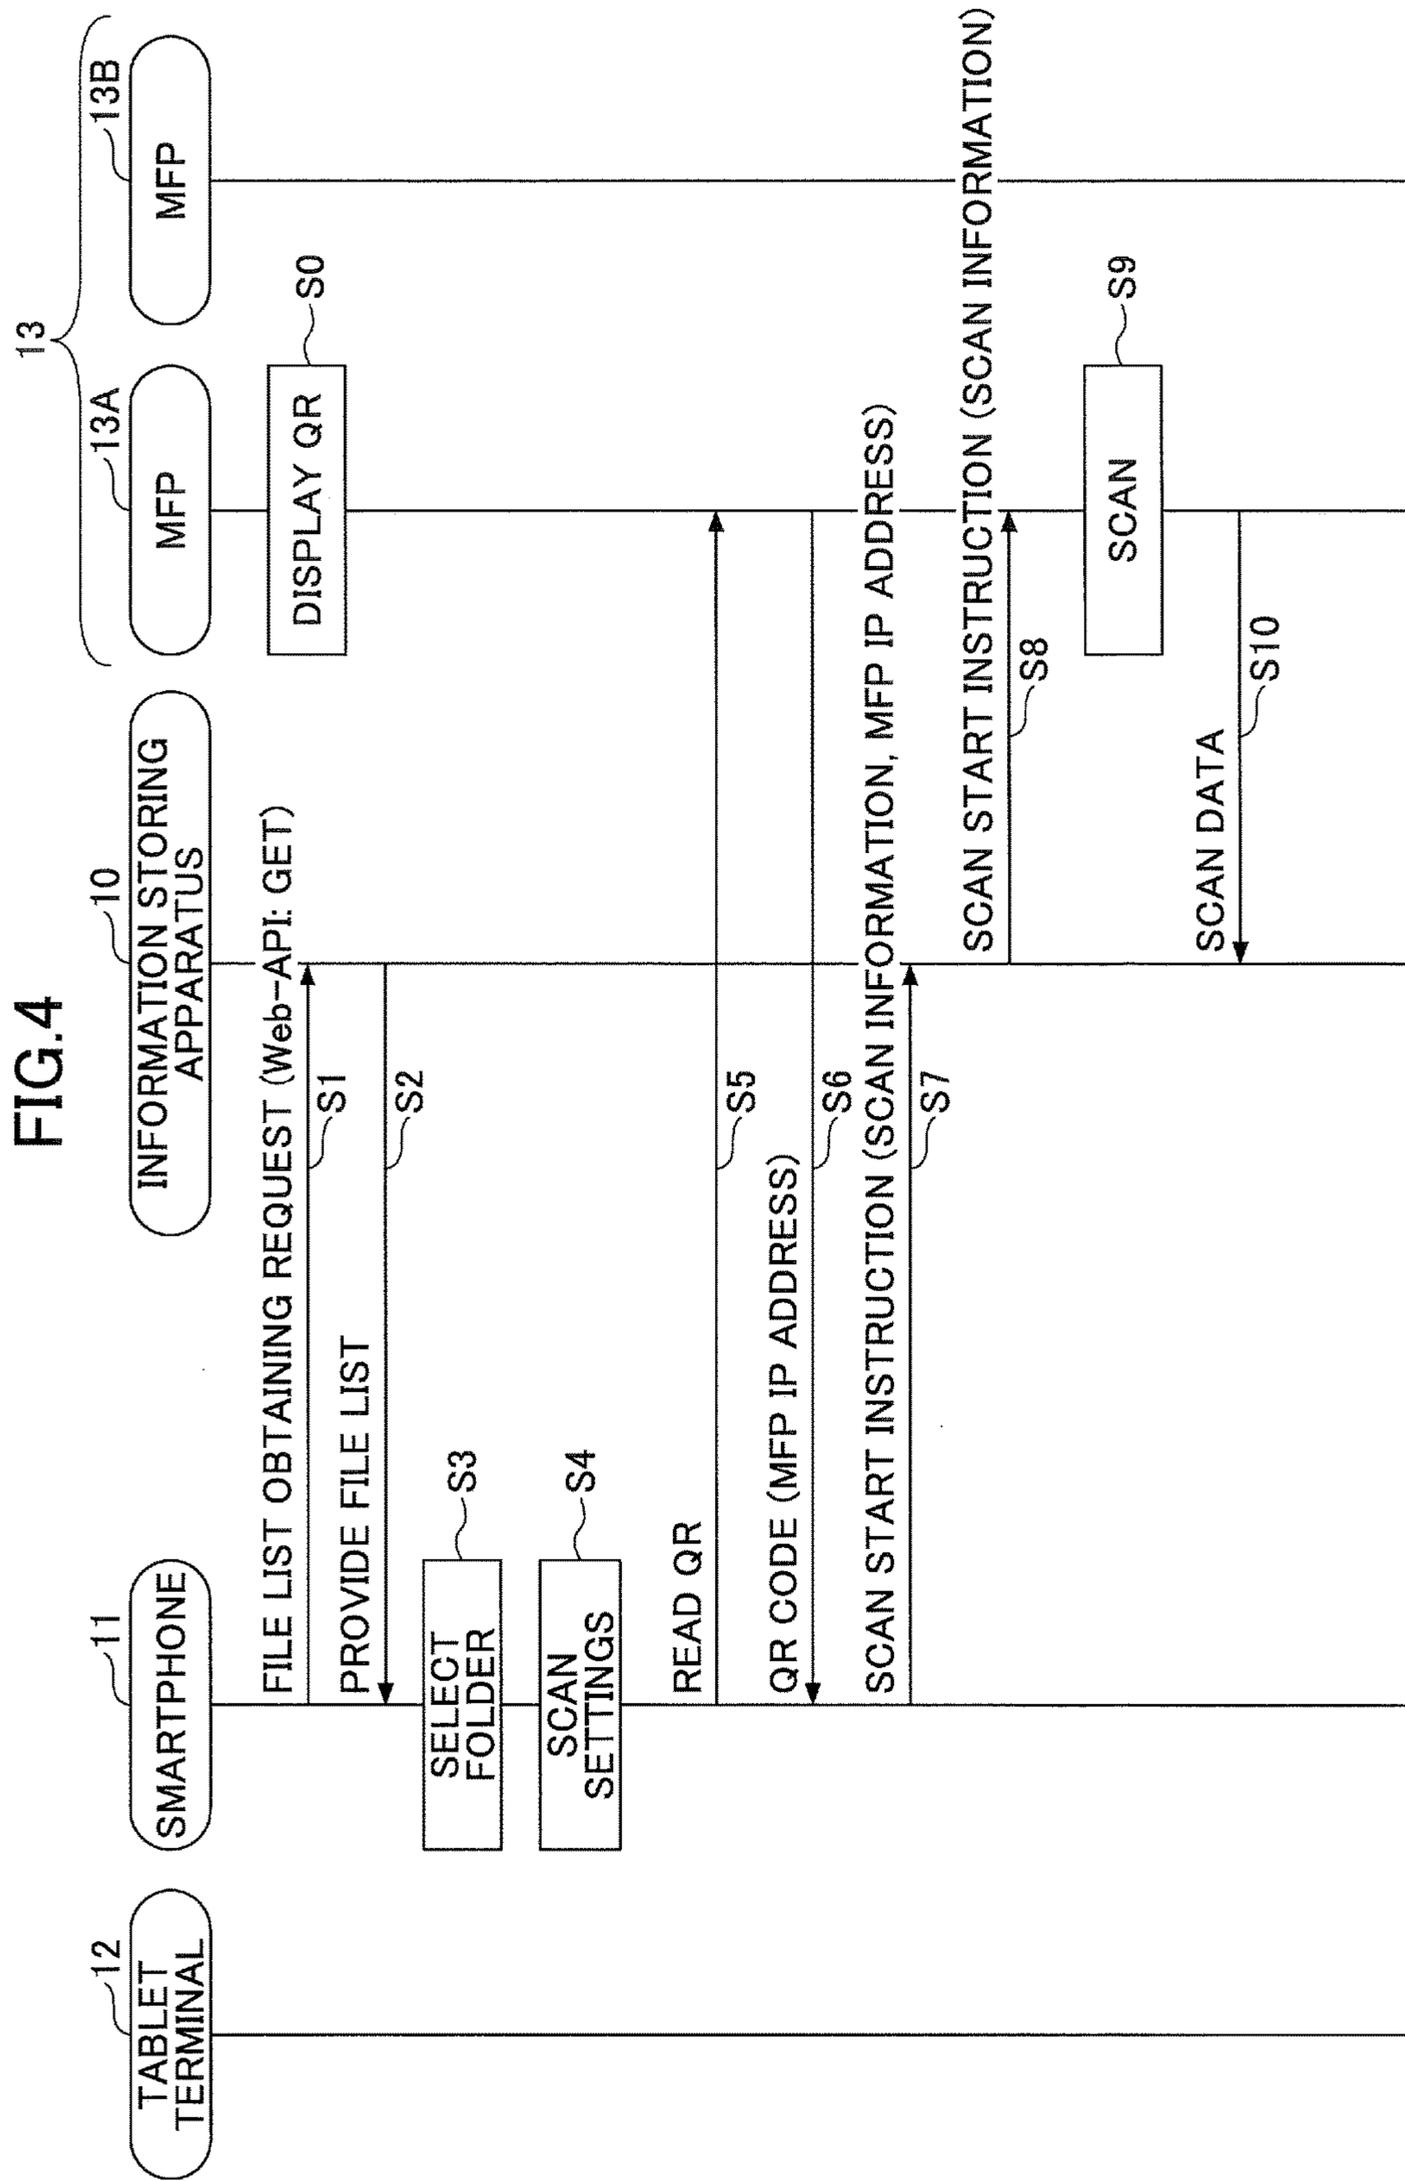 FIG.4
13
12
11
10
13A
13B
TABLET
TERMINAL
SMARTPHONE
INFORMATION STORING
APPARATUS
MFP
MFP
DISPLAY QR
S0
FILE LIST OBTAINING REQUEST (Web-API: GET)
S1
PROVIDE FILE LIST
S2
SELECT
FOLDER
S3
SCAN
SETTINGS
S4
READ QR
S5
QR CODE (MFP IP ADDRESS)
S6
SCAN START INSTRUCTION (SCAN INFORMATION, MFP IP ADDRESS)
S7
SCAN START INSTRUCTION (SCAN INFORMATION)
S8
SCAN
S9
SCAN DATA
S10